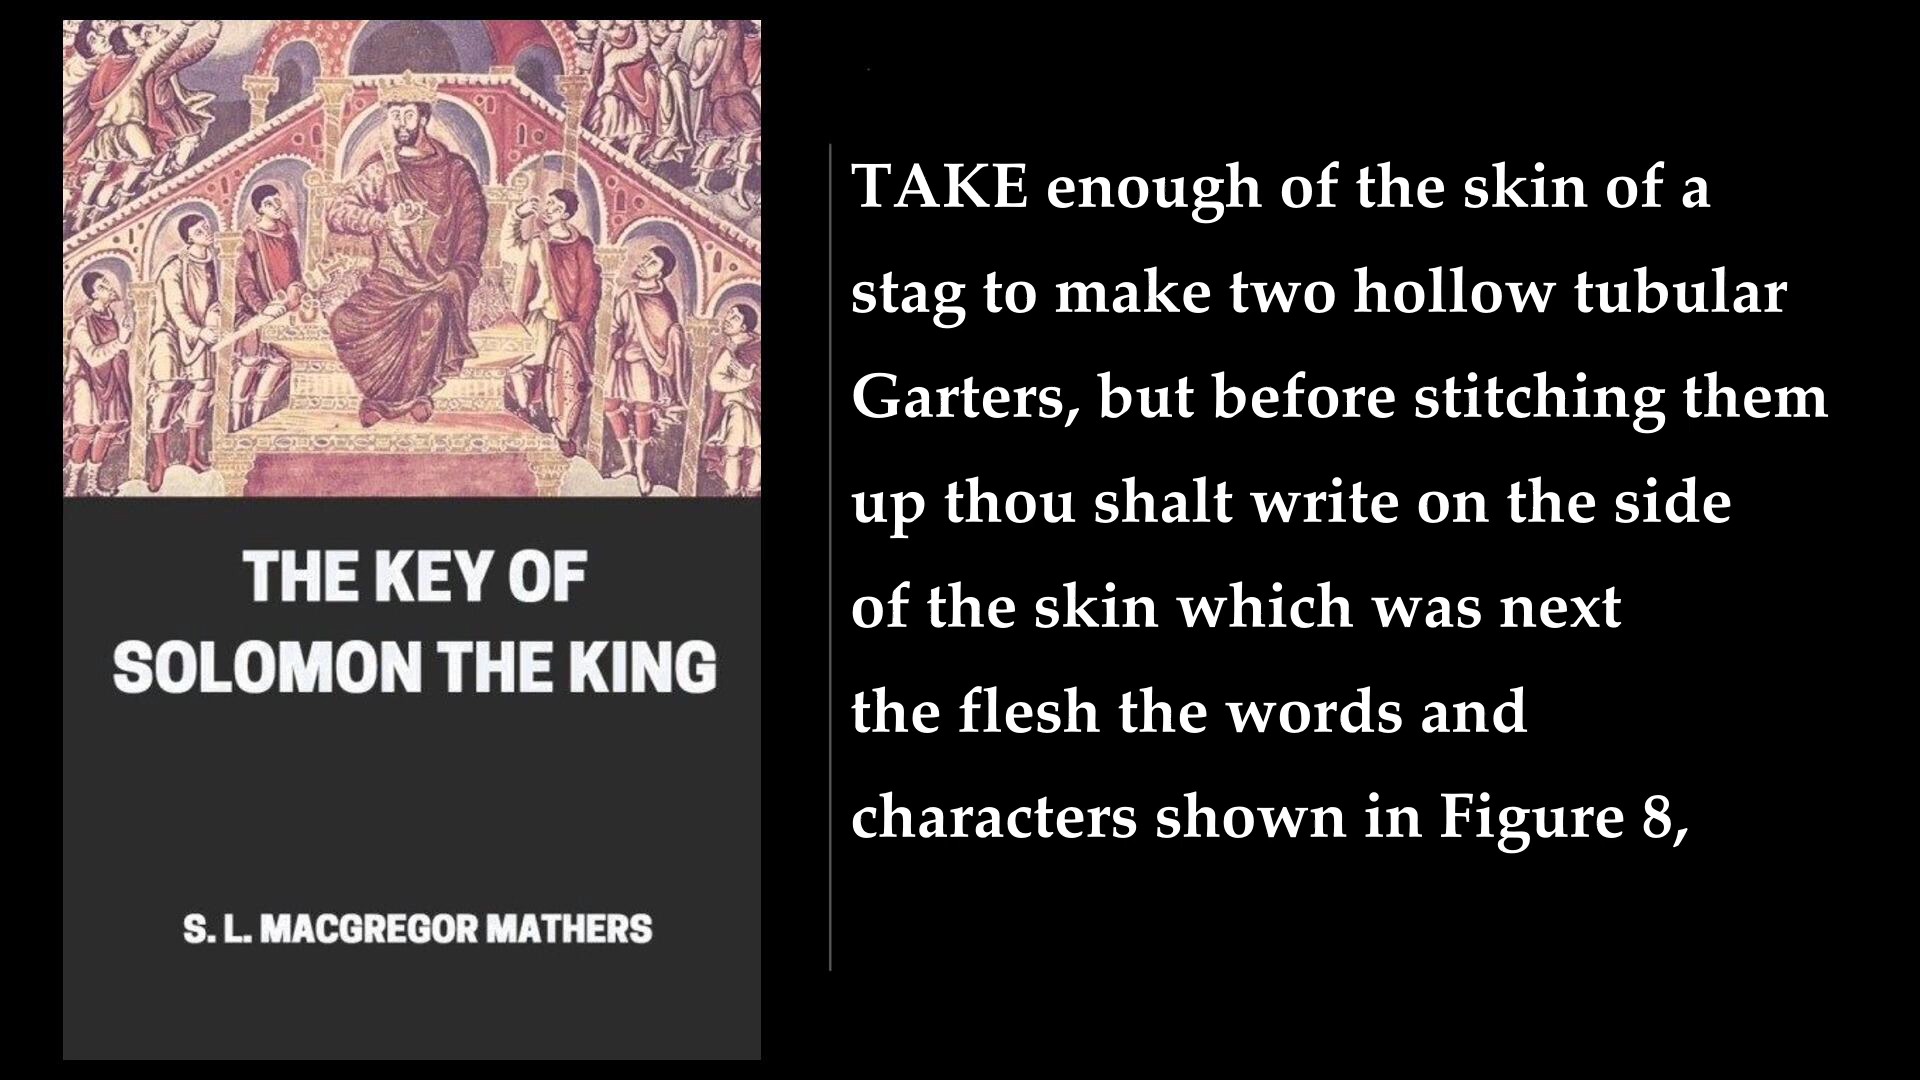 THE KEY OF
SOLOMON THE KING
S. L. MACGREGOR MATHERS
TAKE enough of the skin of a
stag to make two hollow tubular
Garters, but before stitching them
up thou shalt write on the side
of the skin which was next
the flesh the words and
characters shown in Figure 8,